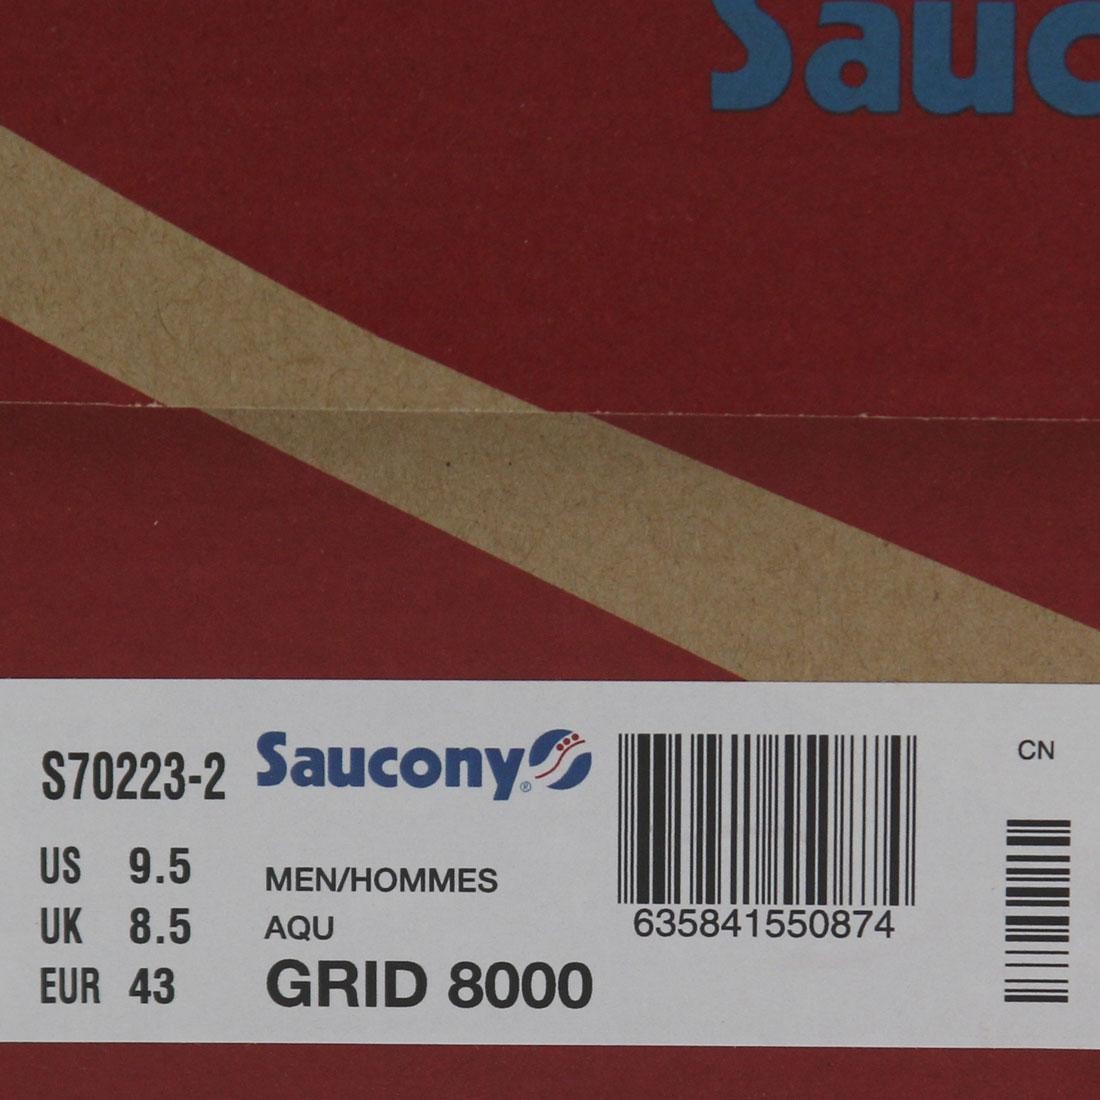 Sauc
S70223-2
Saucony®
CN
US 9.5
UK 8.5
EUR 43
MEN/HOMMES
AQU
GRID 8000
635841550874